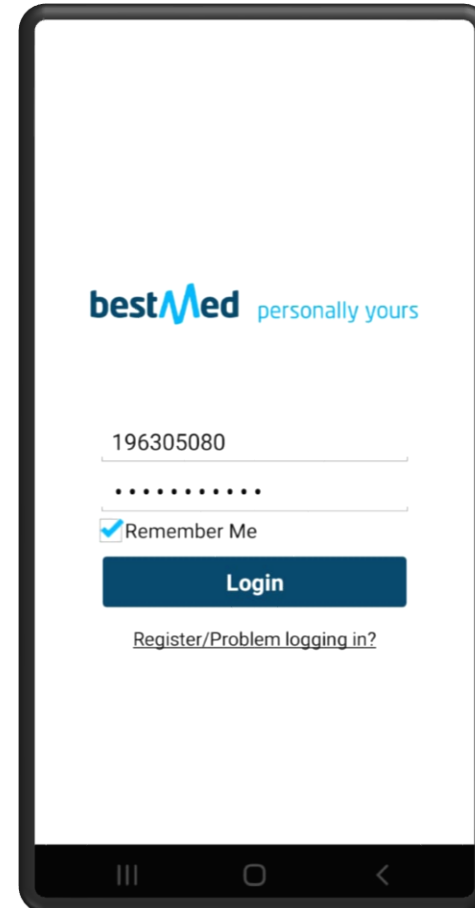 bestMed personally yours
196305080
•••••••••••
Remember Me
Login
Register/Problem logging in?